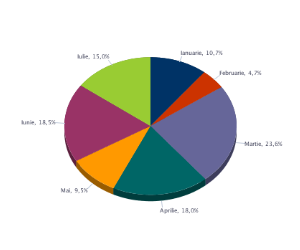 Iulie, 15,0%
Ianuarie, 10,7%
Februarie, 4,7%
Iunie, 18,5%
Martie, 23,6%
Mai, 9,5%
Aprilie, 18,0%